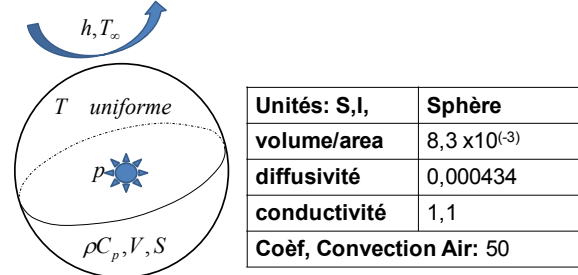 h, T∞
T uniforme
p
ρCp, V, S
Unités: S,I, Sphère
volume/area 8,3 x10(-3)
diffusivité 0,000434
conductivité 1,1
Coèf, Convection Air: 50